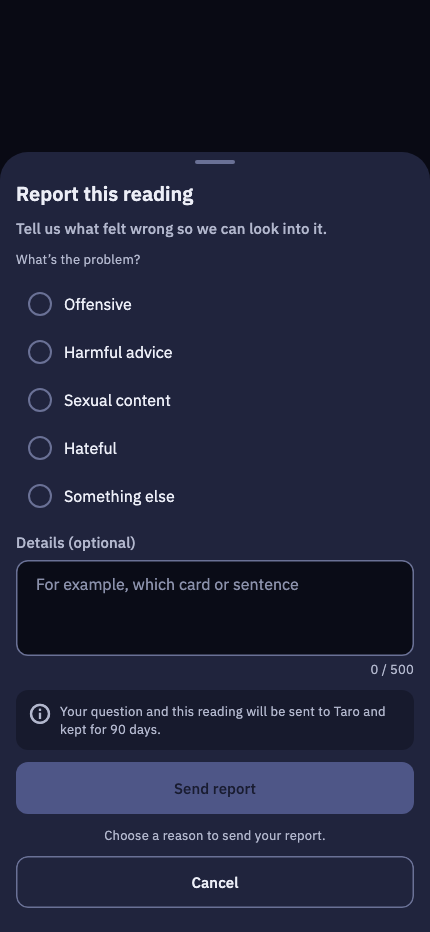 Report this reading
Tell us what felt wrong so we can look into it.
What’s the problem?
Offensive
Harmful advice
Sexual content
Hateful
Something else
Details (optional)
For example, which card or sentence
0 / 500
Your question and this reading will be sent to Taro and
kept for 90 days.
Send report
Choose a reason to send your report.
Cancel